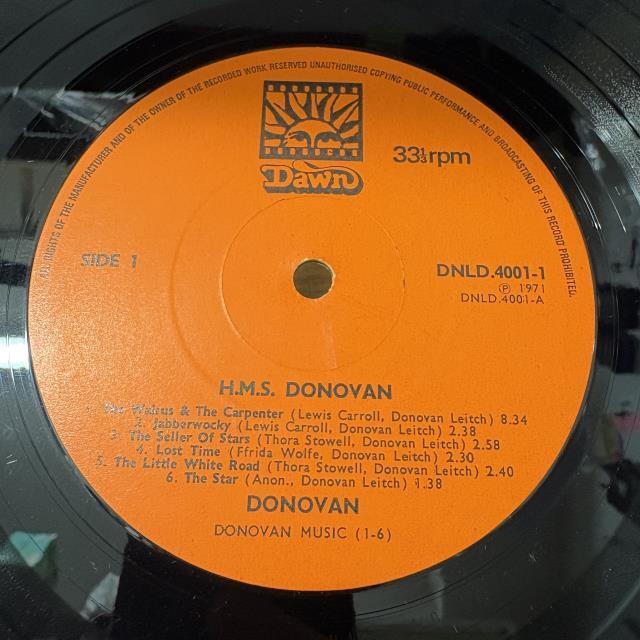 ALL RIGHTS OF THE MANUFACTURER AND OF THE OWNER OF THE RECORDED WORK RESERVED UNAUTHORISED COPYING PUBLIC PERFORMANCE AND BROADCASTING OF THIS RECORD PROHIBITED.
Dawn
33⅓rpm
SIDE 1
DNLD.4001-1
Ⓟ 1971
DNLD.4001-A
H.M.S. DONOVAN
1. The Walrus & The Carpenter (Lewis Carroll, Donovan Leitch) 8.34
2. Jabberwocky (Lewis Carroll, Donovan Leitch) 2.38
3. The Seller Of Stars (Thora Stowell, Donovan Leitch) 2.58
4. Lost Time (Ffrida Wolfe, Donovan Leitch) 2.30
5. The Little White Road (Thora Stowell, Donovan Leitch) 2.40
6. The Star (Anon., Donovan Leitch) 1.38
DONOVAN
DONOVAN MUSIC (1-6)